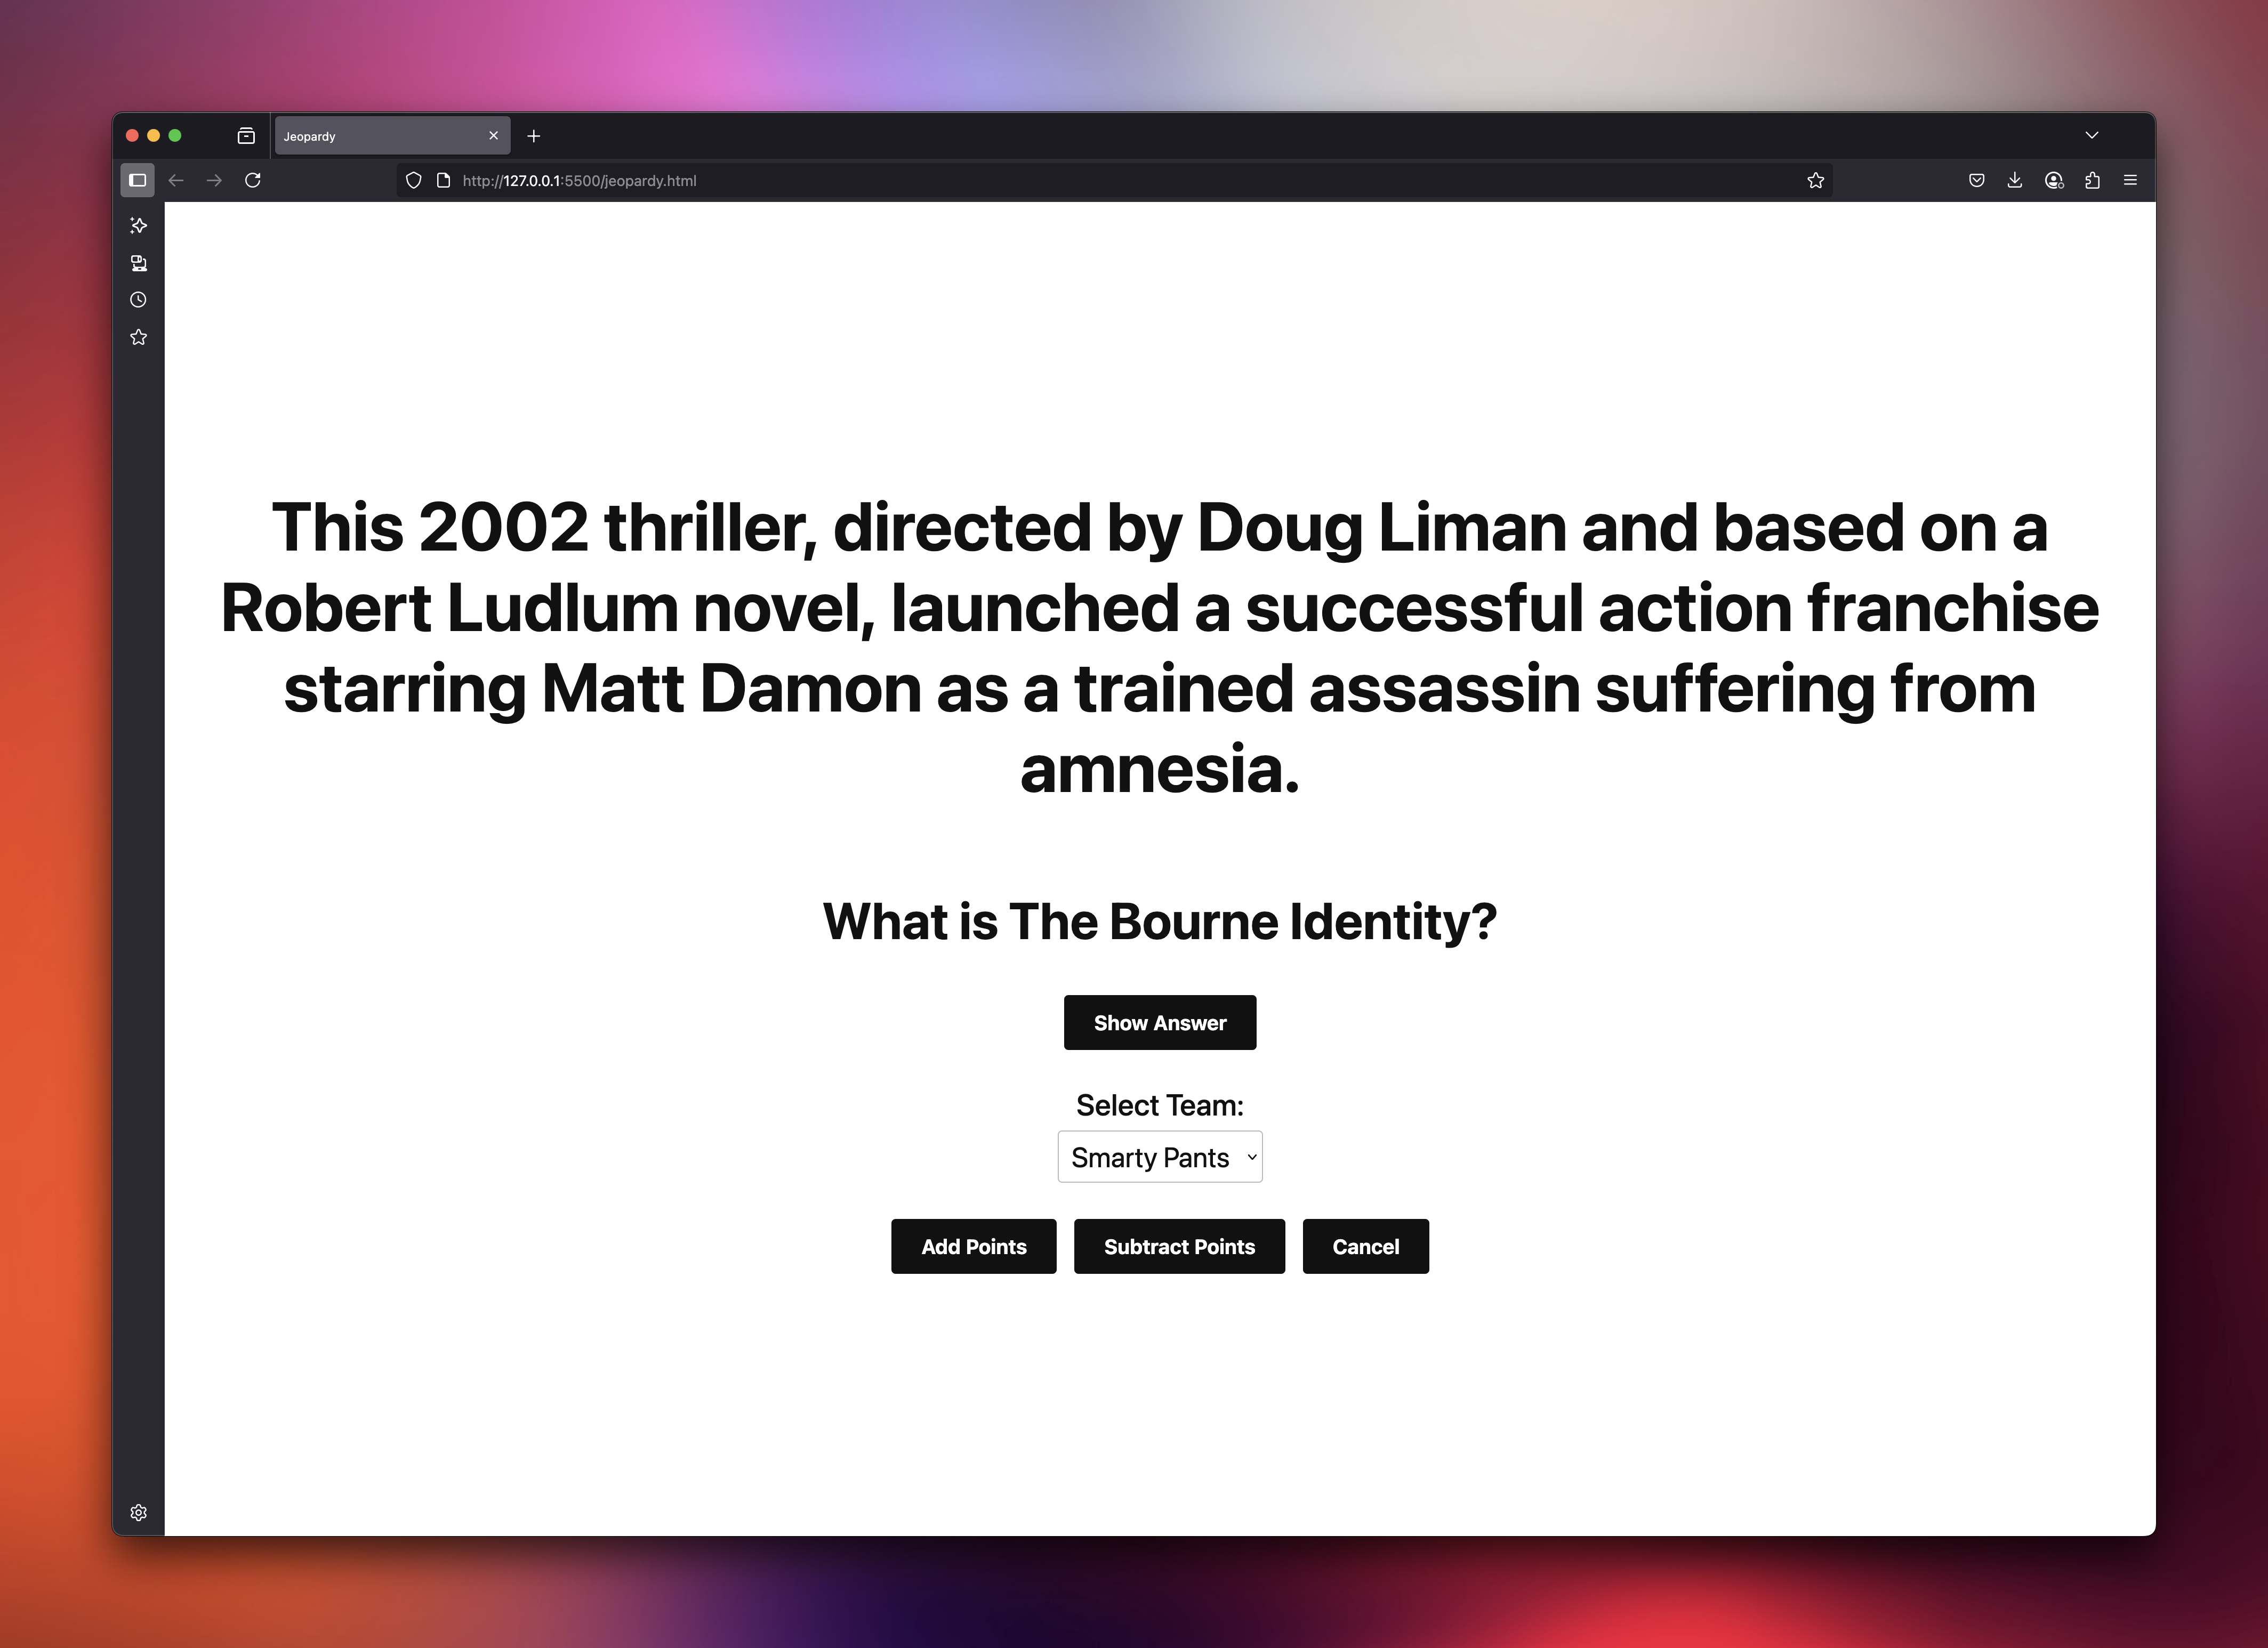 Jeopardy
http://127.0.0.1:5500/jeopardy.html
This 2002 thriller, directed by Doug Liman and based on a
Robert Ludlum novel, launched a successful action franchise
starring Matt Damon as a trained assassin suffering from
amnesia.
What is The Bourne Identity?
Show Answer
Select Team:
Smarty Pants
Add Points Subtract Points Cancel